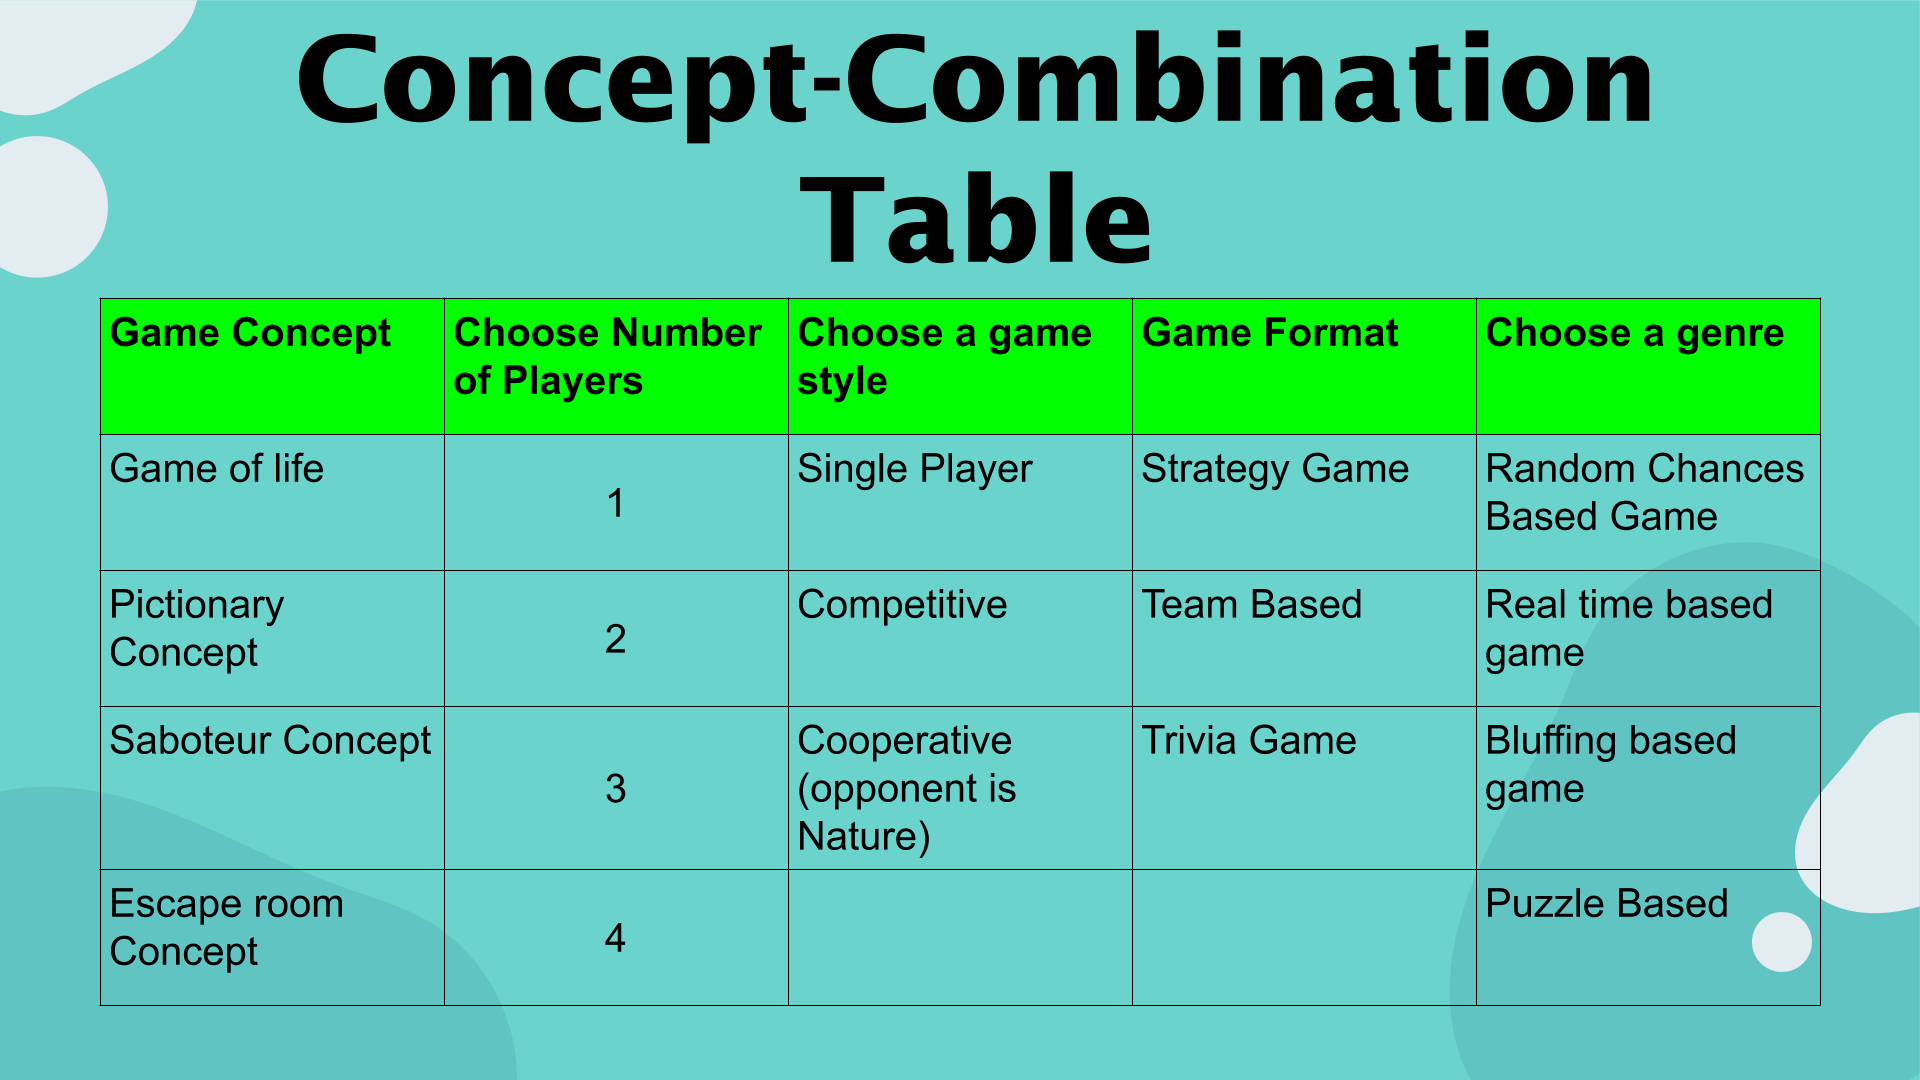 Concept-Combination
Table
Game Concept
Choose Number
of Players
Choose a game
style
Game Format
Choose a genre
Game of life
1
Single Player
Strategy Game
Random Chances
Based Game
Pictionary
Concept
2
Competitive
Team Based
Real time based
game
Saboteur Concept
3
Cooperative
(opponent is
Nature)
Trivia Game
Bluffing based
game
Escape room
Concept
4
Puzzle Based